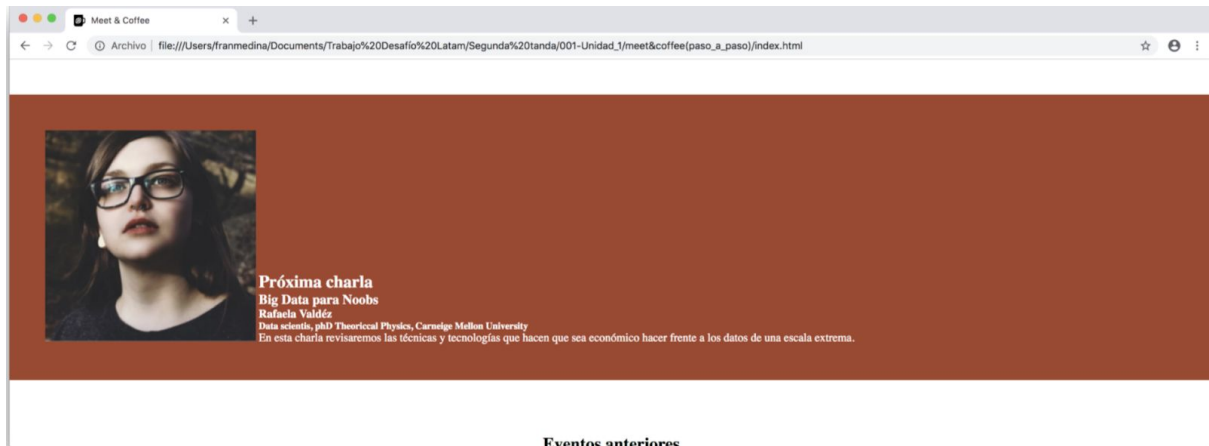 Meet & Coffee
Archivo file:///Users/franmedina/Documents/Trabajo%20Desafío%20Latam/Segunda%20tanda/001-Unidad_1/meet&coffee(paso_a_paso)/index.html
Próxima charla
Big Data para Noobs
Rafaela Valdéz
Data scientis, phD Theoriccal Physics, Carneige Mellon University
En esta charla revisaremos las técnicas y tecnologías que hacen que sea económico hacer frente a los datos de una escala extrema.
Eventos anteriores